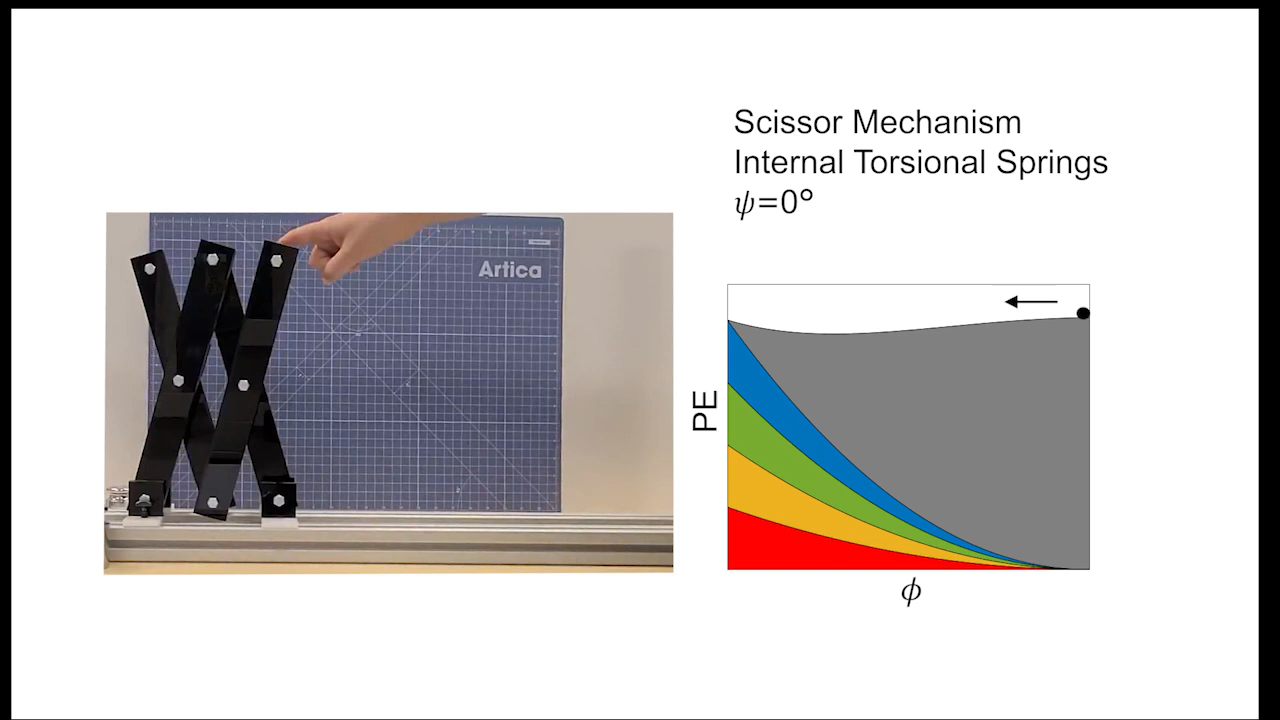 Scissor Mechanism
Internal Torsional Springs
ψ=0°
Artica
PE
ϕ